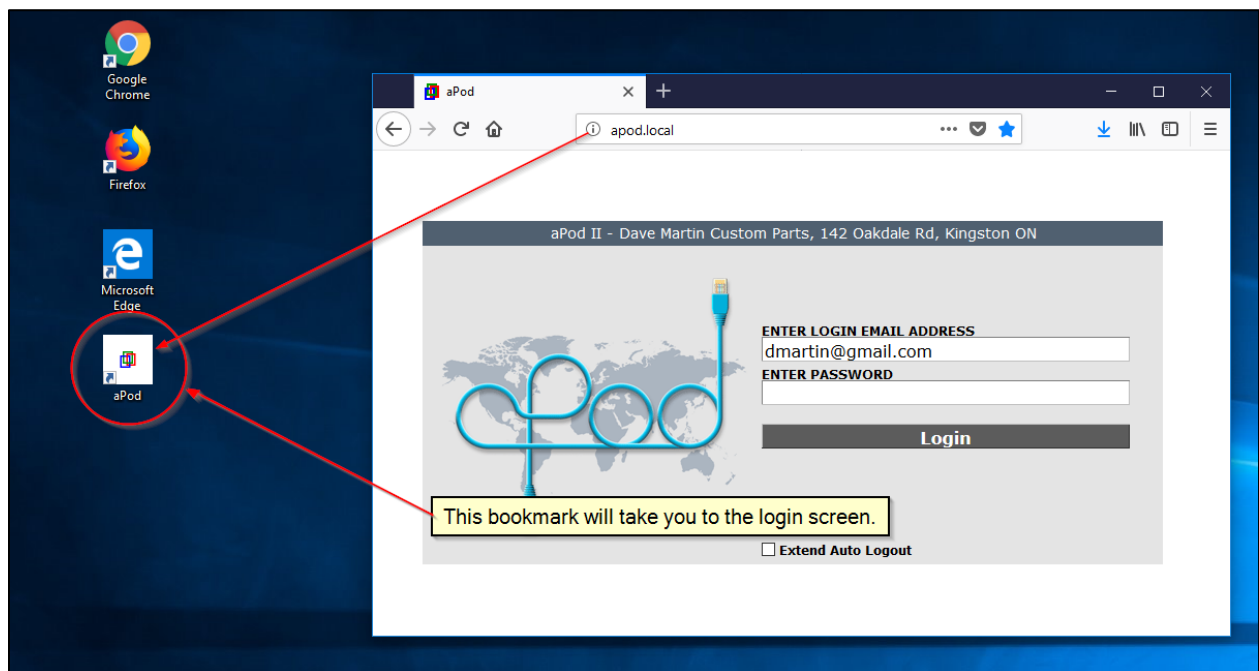 Google
Chrome
Firefox
Microsoft
Edge
aPod
aPod
apod.local
aPod II - Dave Martin Custom Parts, 142 Oakdale Rd, Kingston ON
aPod
ENTER LOGIN EMAIL ADDRESS
dmartin@gmail.com
ENTER PASSWORD
Login
This bookmark will take you to the login screen.
Extend Auto Logout